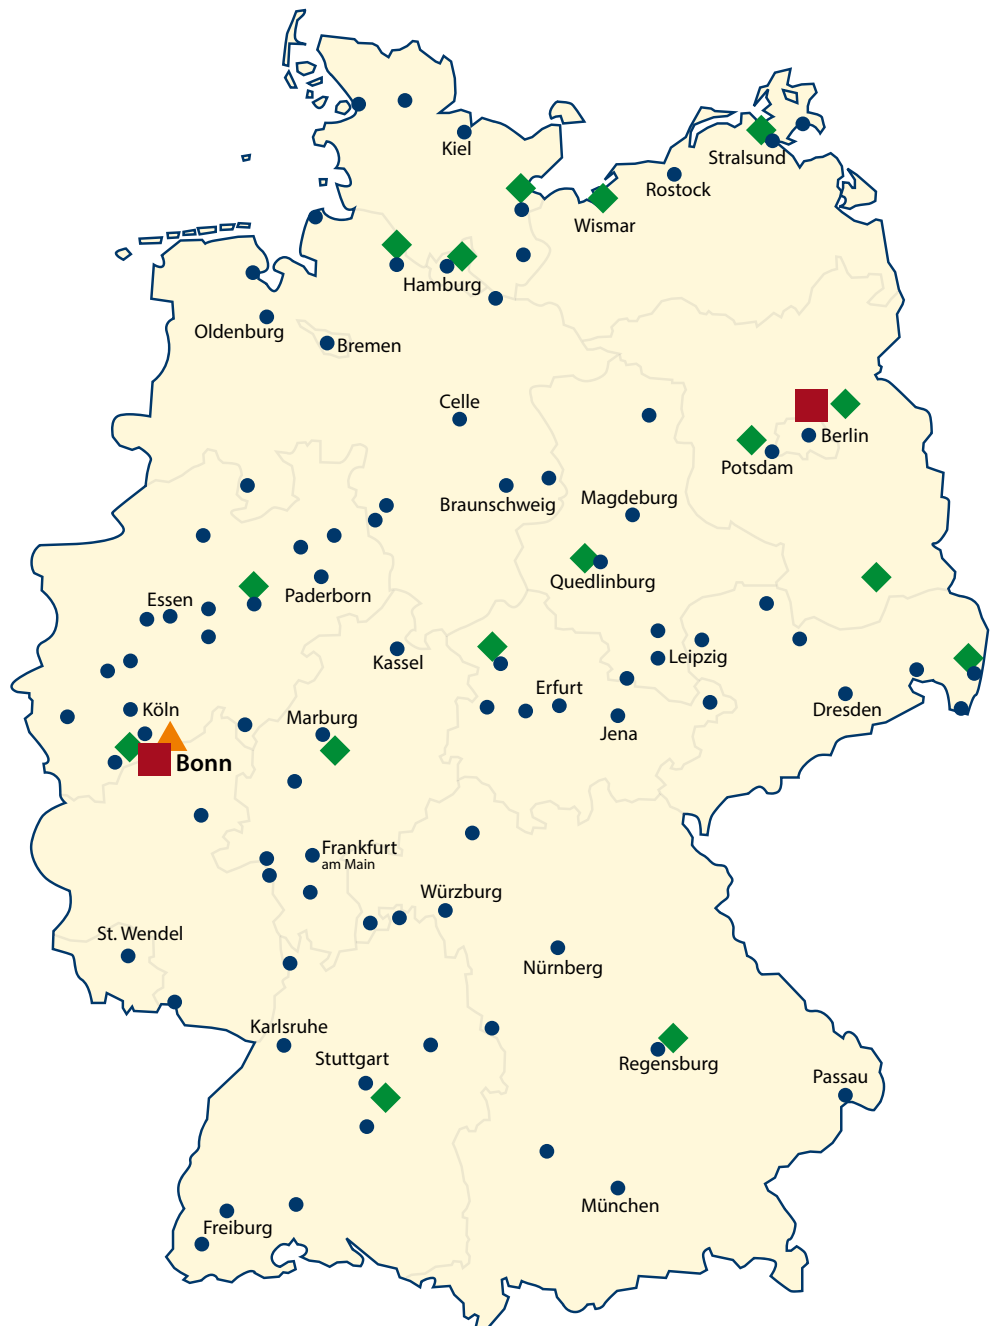 Kiel
Stralsund
Rostock
Wismar
Hamburg
Oldenburg
Bremen
Celle
Berlin
Potsdam
Braunschweig
Magdeburg
Quedlinburg
Paderborn
Essen
Kassel
Leipzig
Erfurt
Dresden
Köln
Marburg
Jena
Bonn
Frankfurt
am Main
Würzburg
St. Wendel
Nürnberg
Karlsruhe
Stuttgart
Regensburg
Passau
München
Freiburg